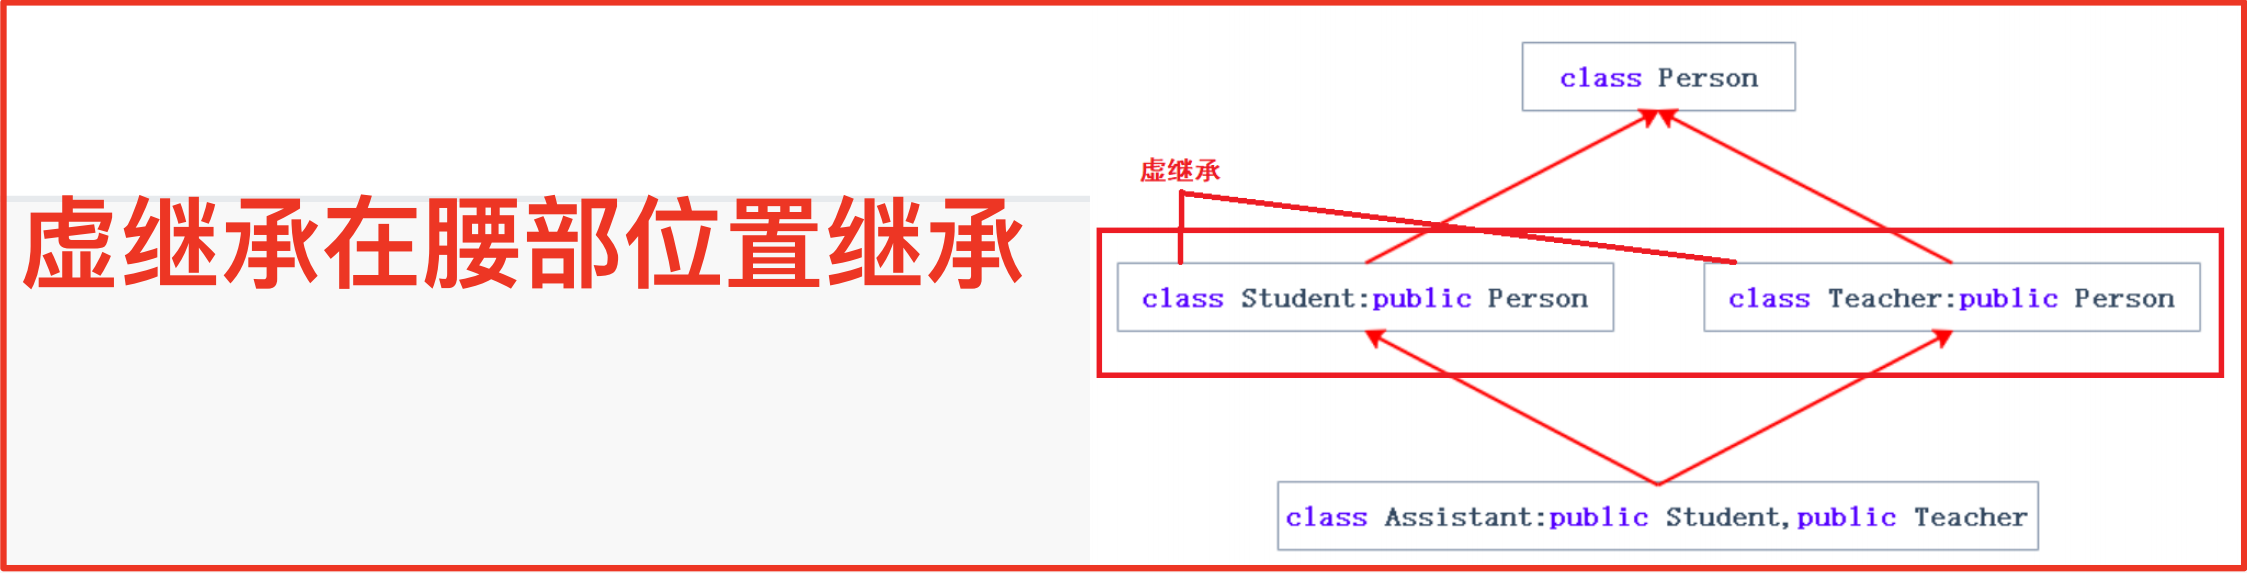 虚继承在腰部位置继承
class Person
虚继承
class Student:public Person
class Teacher:public Person
class Assistant:public Student,public Teacher